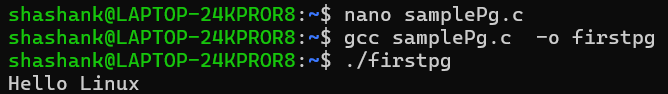 shashank@LAPTOP-24KPROR8:~$ nano samplePg.c
shashank@LAPTOP-24KPROR8:~$ gcc samplePg.c  -o firstpg
shashank@LAPTOP-24KPROR8:~$ ./firstpg
Hello Linux